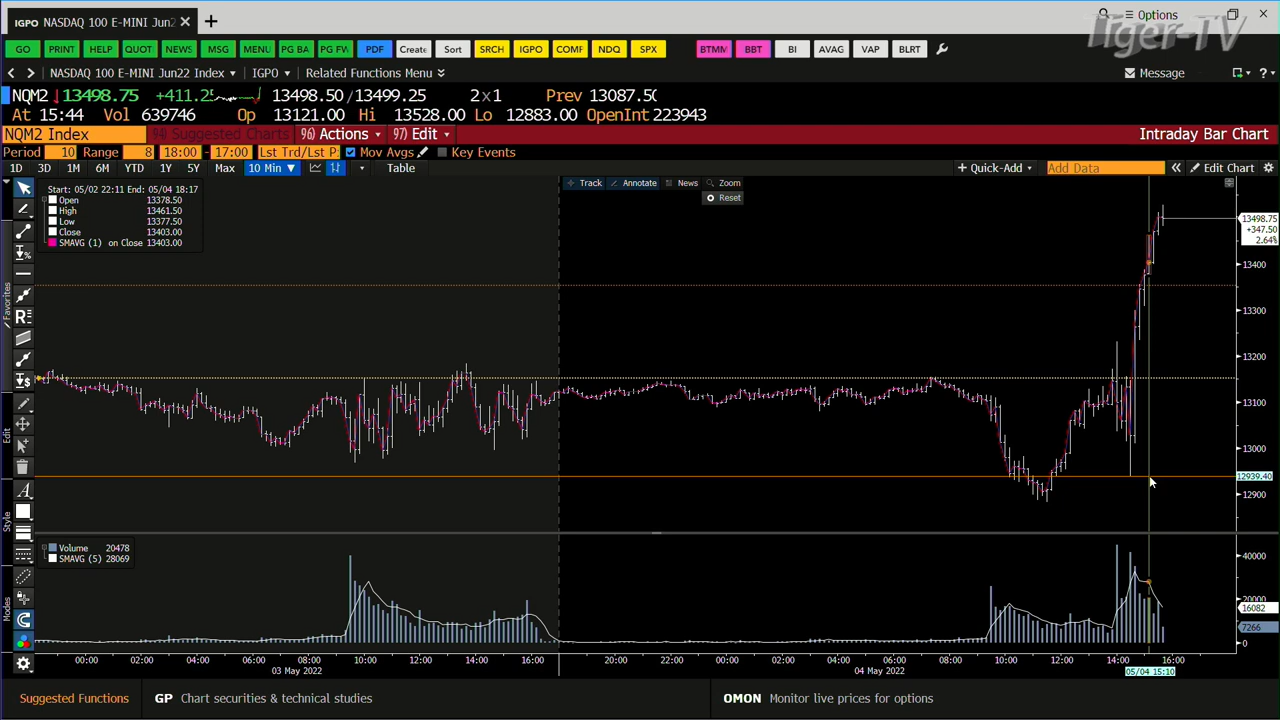 IGPO NASDAQ 100 E-MINI Jun2
Options
Tiger-TV
GO PRINT HELP QUOT NEWS MSG MENU PG BA PG FV PDF Create Sort SRCH IGPO COMF NDQ SPX BTMM BBT BI AVAG VAP BLRT
NASDAQ 100 E-MINI Jun22 Index IGPO Related Functions Menu Message
NQM2 13498.75 +411.25 13498.50/13499.25 2x1 Prev 13087.50
At 15:44 Vol 639746 Op 13121.00 Hi 13528.00 Lo 12883.00 OpenInt 223943
NQM2 Index 94) Suggested Charts 96) Actions 97) Edit Intraday Bar Chart
Period 10 Range 8 18:00 - 17:00 Lst Trd/Lst P Mov Avgs Key Events
1D 3D 1M 6M YTD 1Y 5Y Max 10 Min Table + Quick-Add Add Data Edit Chart
Track Annotate News Zoom
Reset
Start: 05/02 22:11 End: 05/04 18:17
Open 13378.50
High 13461.50
Low 13377.50
Close 13403.00
SMAVG (1) on Close 13403.00
Favorites
Edit
Style
Modes
13498.75
+347.50
2.64%
13400
13300
13200
13100
13000
12939.40
12900
Volume 20478
SMAVG (5) 28069
40000
20000
16082
7266
0
00:00 02:00 04:00 06:00 08:00 10:00 12:00 14:00 16:00 20:00 22:00 00:00 02:00 04:00 06:00 08:00 10:00 12:00 14:00 16:00
03 May 2022 04 May 2022 05/04 15:10
Suggested Functions GP Chart securities & technical studies OMON Monitor live prices for options